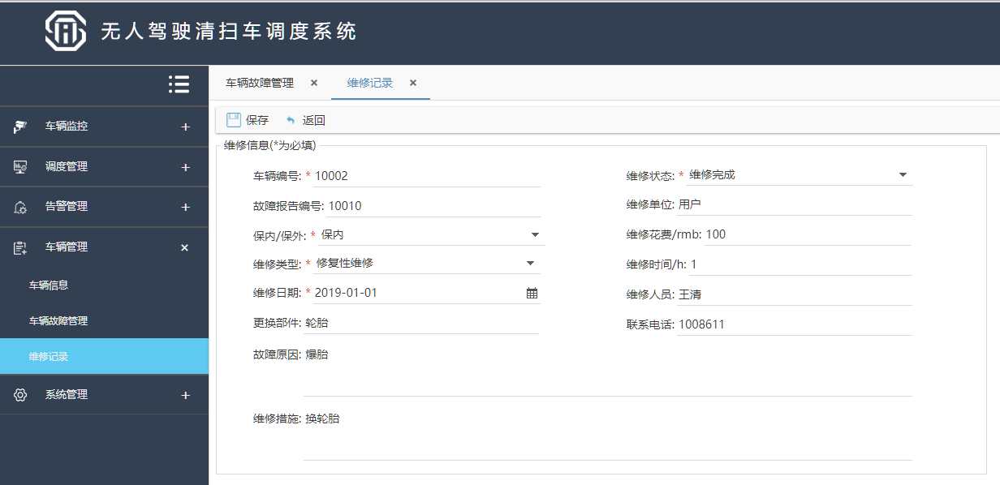 无人驾驶清扫车调度系统
车辆故障管理 × 维修记录 ×
保存 返回
车辆监控 +
调度管理 +
告警管理 +
车辆管理 ×
车辆信息
车辆故障管理
维修记录
系统管理 +
维修信息(*为必填)
车辆编号: * 10002
维修状态: * 维修完成
故障报告编号: 10010
维修单位: 用户
保内/保外: * 保内
维修花费/rmb: 100
维修类型: * 修复性维修
维修时间/h: 1
维修日期: * 2019-01-01
维修人员: 王清
更换部件: 轮胎
联系电话: 1008611
故障原因: 爆胎
维修措施: 换轮胎